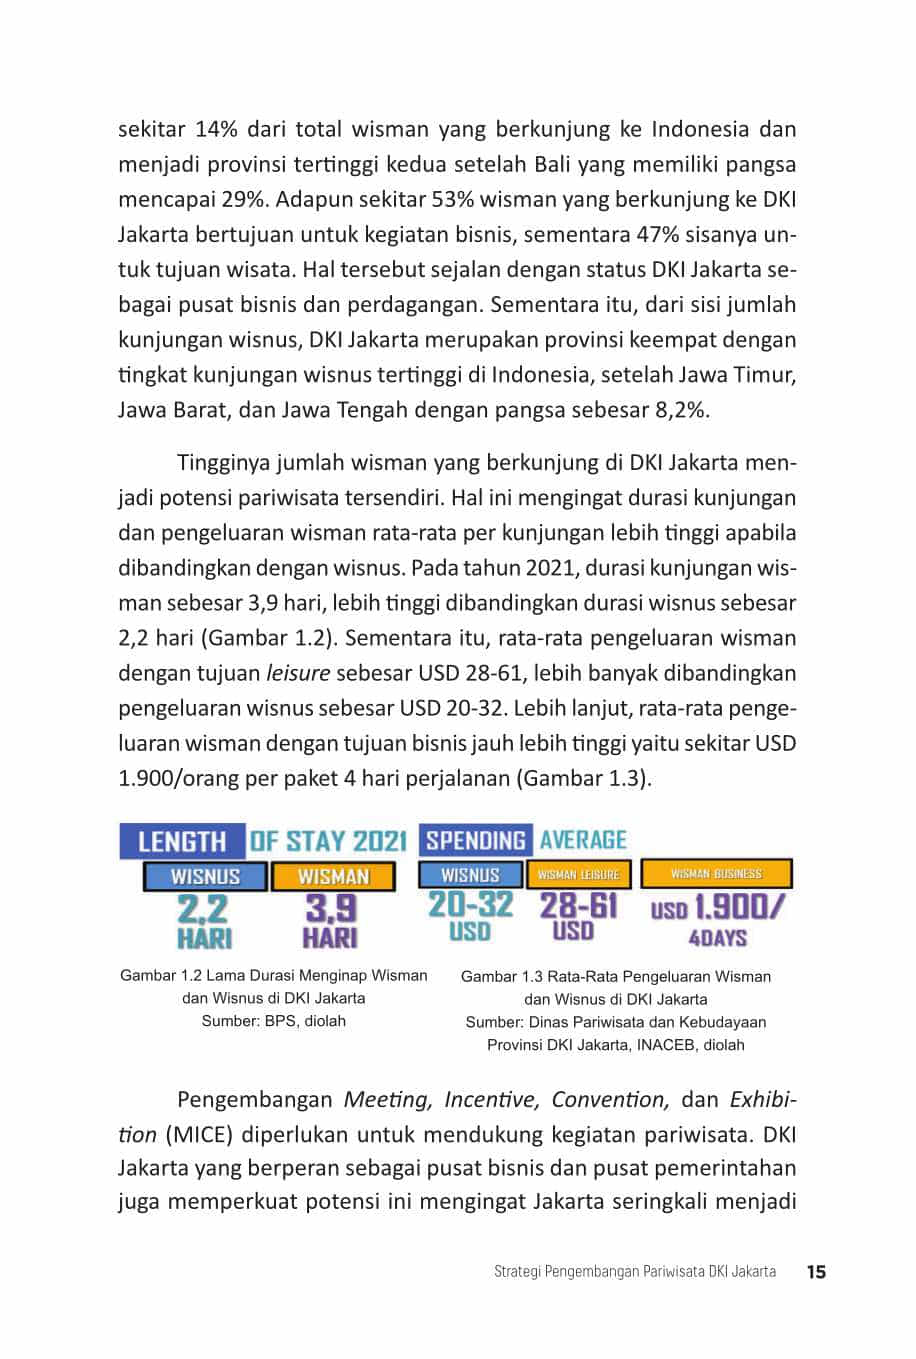 sekitar 14% dari total wisman yang berkunjung ke Indonesia dan
menjadi provinsi tertinggi kedua setelah Bali yang memiliki pangsa
mencapai 29%. Adapun sekitar 53% wisman yang berkunjung ke DKI
Jakarta bertujuan untuk kegiatan bisnis, sementara 47% sisanya un-
tuk tujuan wisata. Hal tersebut sejalan dengan status DKI Jakarta se-
bagai pusat bisnis dan perdagangan. Sementara itu, dari sisi jumlah
kunjungan wisnus, DKI Jakarta merupakan provinsi keempat dengan
tingkat kunjungan wisnus tertinggi di Indonesia, setelah Jawa Timur,
Jawa Barat, dan Jawa Tengah dengan pangsa sebesar 8,2%.
Tingginya jumlah wisman yang berkunjung di DKI Jakarta men-
jadi potensi pariwisata tersendiri. Hal ini mengingat durasi kunjungan
dan pengeluaran wisman rata-rata per kunjungan lebih tinggi apabila
dibandingkan dengan wisnus. Pada tahun 2021, durasi kunjungan wis-
man sebesar 3,9 hari, lebih tinggi dibandingkan durasi wisnus sebesar
2,2 hari (Gambar 1.2). Sementara itu, rata-rata pengeluaran wisman
dengan tujuan leisure sebesar USD 28-61, lebih banyak dibandingkan
pengeluaran wisnus sebesar USD 20-32. Lebih lanjut, rata-rata penge-
luaran wisman dengan tujuan bisnis jauh lebih tinggi yaitu sekitar USD
1.900/orang per paket 4 hari perjalanan (Gambar 1.3).
LENGTH OF STAY 2021
WISNUS WISMAN
2,2 3,9
HARI HARI
Gambar 1.2 Lama Durasi Menginap Wisman
dan Wisnus di DKI Jakarta
Sumber: BPS, diolah
SPENDING AVERAGE
WISNUS WISMAN LEISURE WISMAN BUSINESS
20-32 28-61 USD 1.900/
USD USD 4DAYS
Gambar 1.3 Rata-Rata Pengeluaran Wisman
dan Wisnus di DKI Jakarta
Sumber: Dinas Pariwisata dan Kebudayaan
Provinsi DKI Jakarta, INACEB, diolah
Pengembangan Meeting, Incentive, Convention, dan Exhibi-
tion (MICE) diperlukan untuk mendukung kegiatan pariwisata. DKI
Jakarta yang berperan sebagai pusat bisnis dan pusat pemerintahan
juga memperkuat potensi ini mengingat Jakarta seringkali menjadi
Strategi Pengembangan Pariwisata DKI Jakarta 15